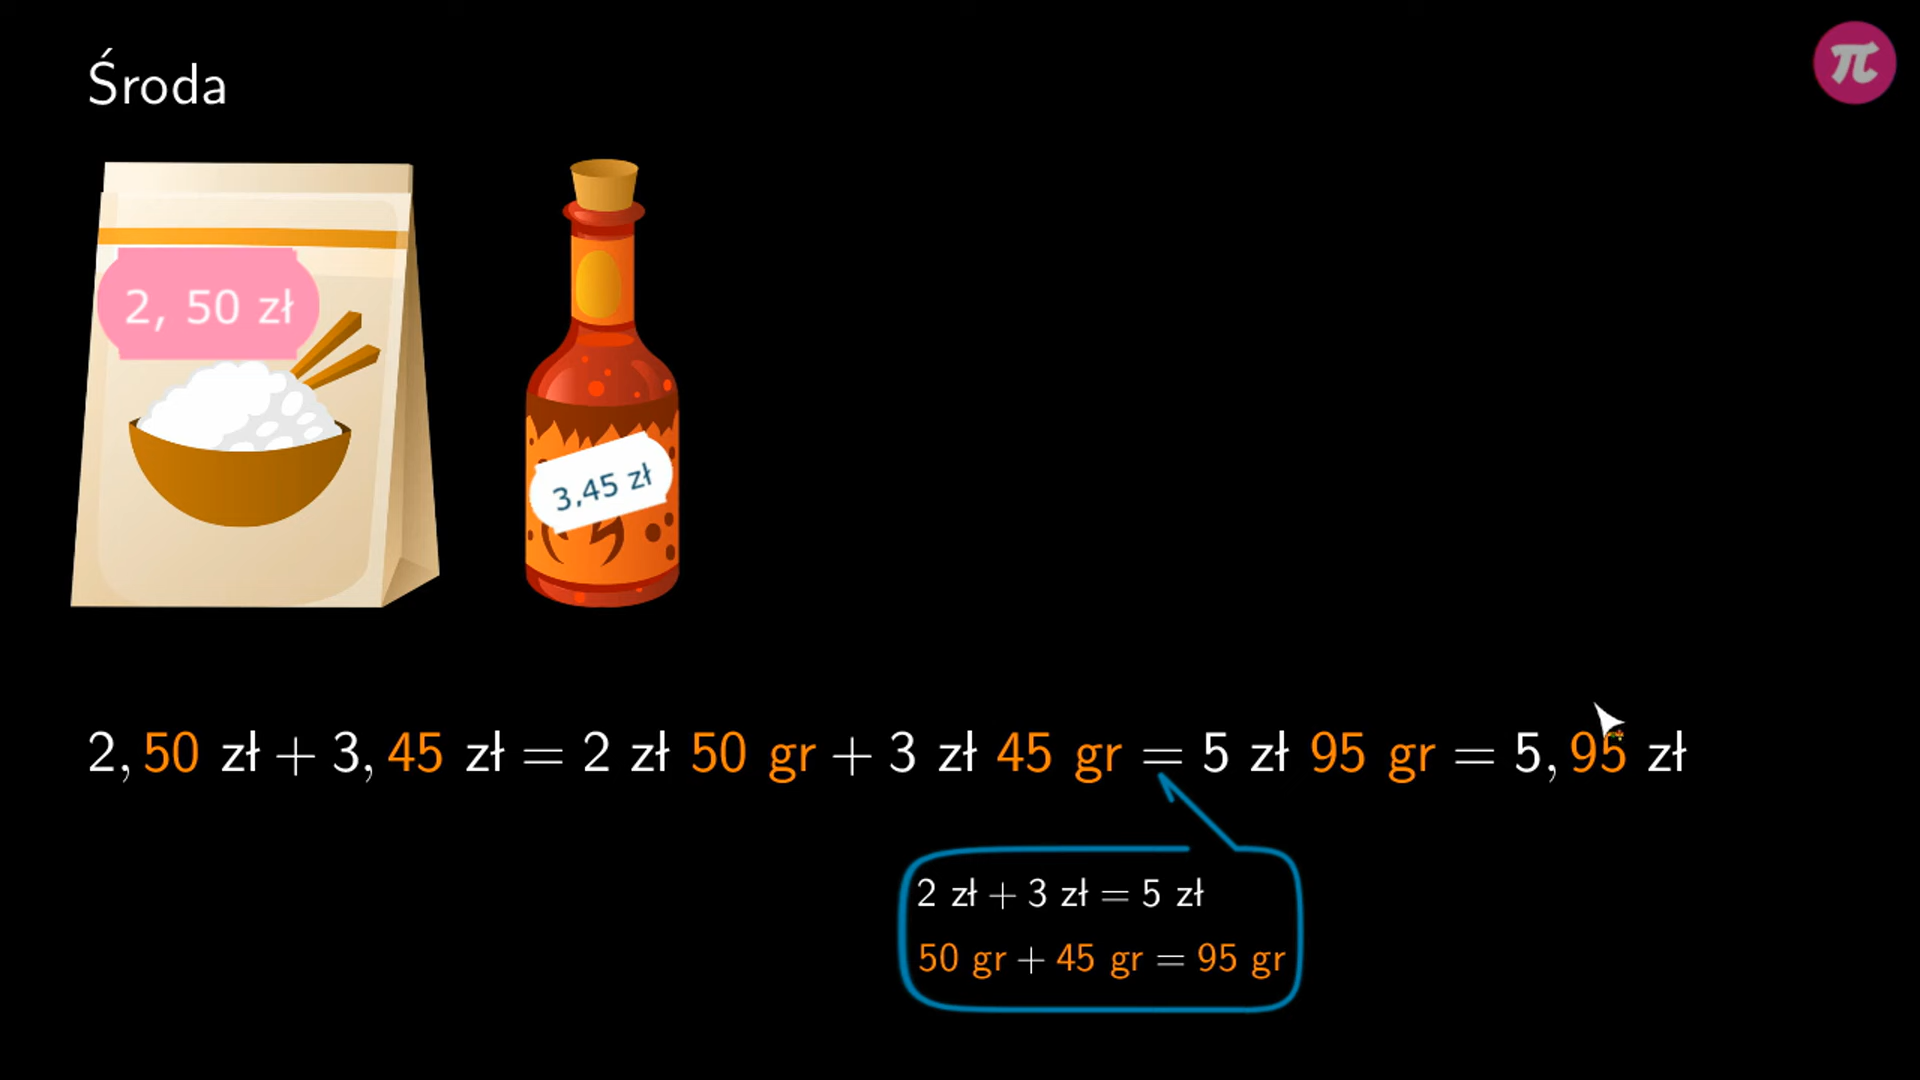 Środa
π
2, 50 zł
3,45 zł
2,50 zł + 3,45 zł = 2 zł 50 gr + 3 zł 45 gr = 5 zł 95 gr = 5,95 zł
2 zł + 3 zł = 5 zł
50 gr + 45 gr = 95 gr